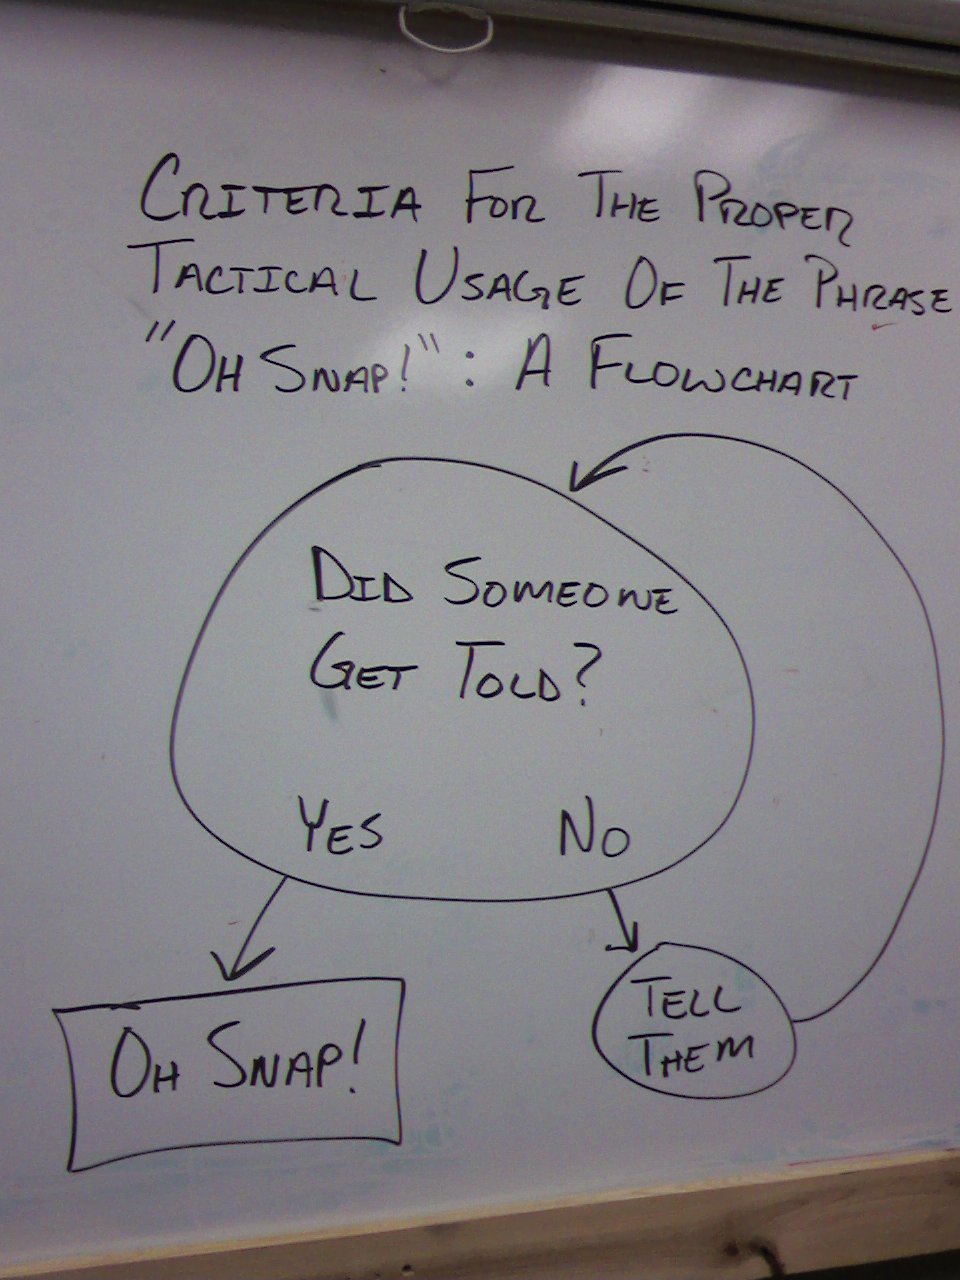 CRITERIA FOR THE PROPER
TACTICAL USAGE OF THE PHRASE
"OH SNAP!": A FLOWCHART
DID SOMEONE
GET TOLD?
YES NO
OH SNAP!
TELL
THEM